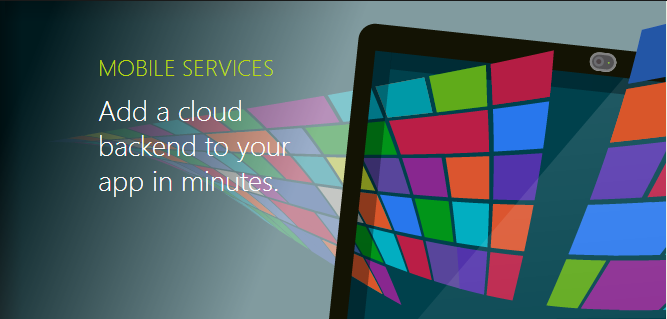 MOBILE SERVICES
Add a cloud
backend to your
app in minutes.